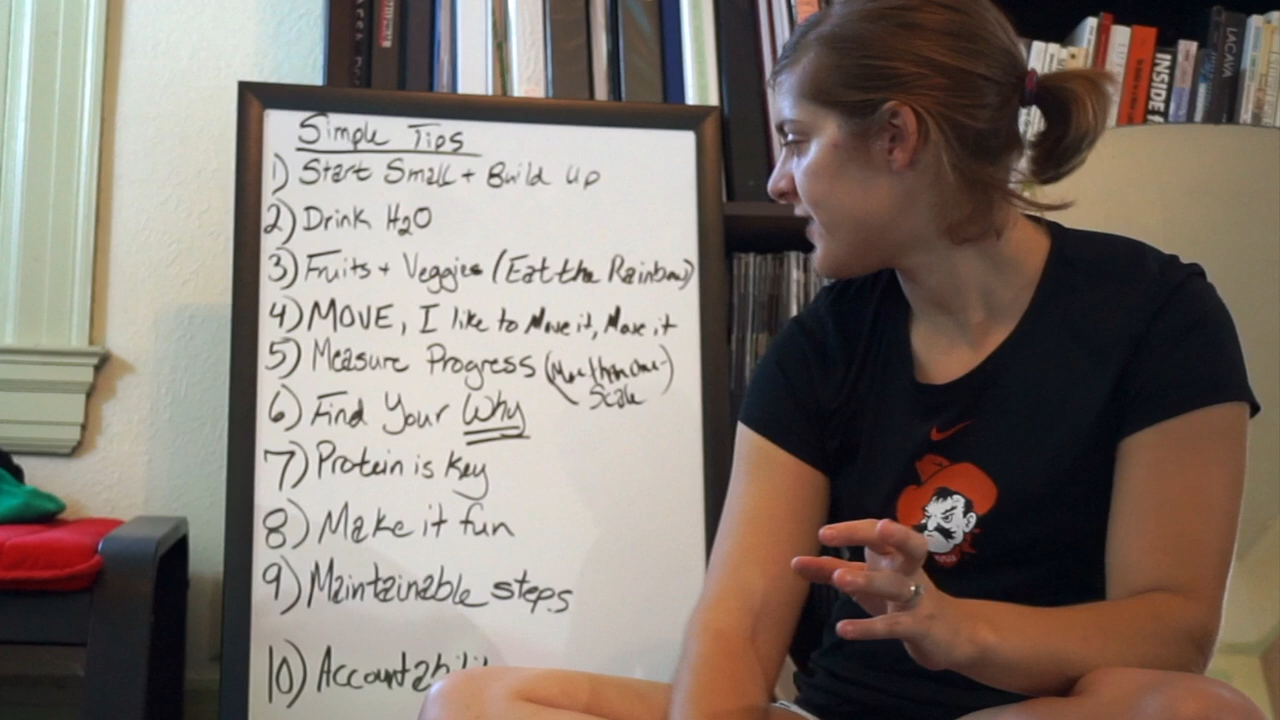 Simple Tips
1) Start Small + Build Up
2) Drink H2O
3) Fruits + Veggies (Eat the Rainbow)
4) MOVE, I like to Move it, Move it
5) Measure Progress (More than One-
Scale)
6) Find Your Why
7) Protein is Key
8) Make it fun
9) Maintainable steps
10) Accountabili
INSIDE
LACAVA